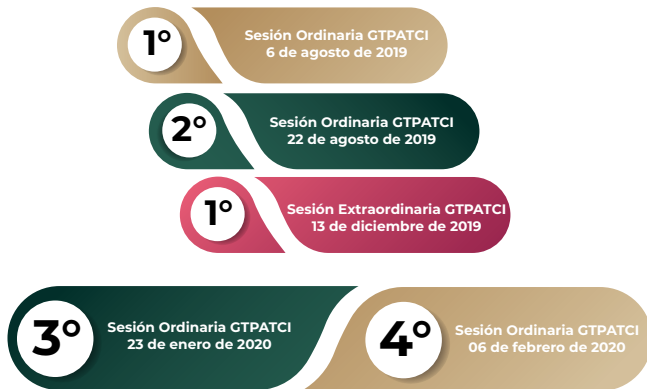 1°
Sesión Ordinaria GTPATCI
6 de agosto de 2019
2°
Sesión Ordinaria GTPATCI
22 de agosto de 2019
1°
Sesión Extraordinaria GTPATCI
13 de diciembre de 2019
3°
Sesión Ordinaria GTPATCI
23 de enero de 2020
4°
Sesión Ordinaria GTPATCI
06 de febrero de 2020